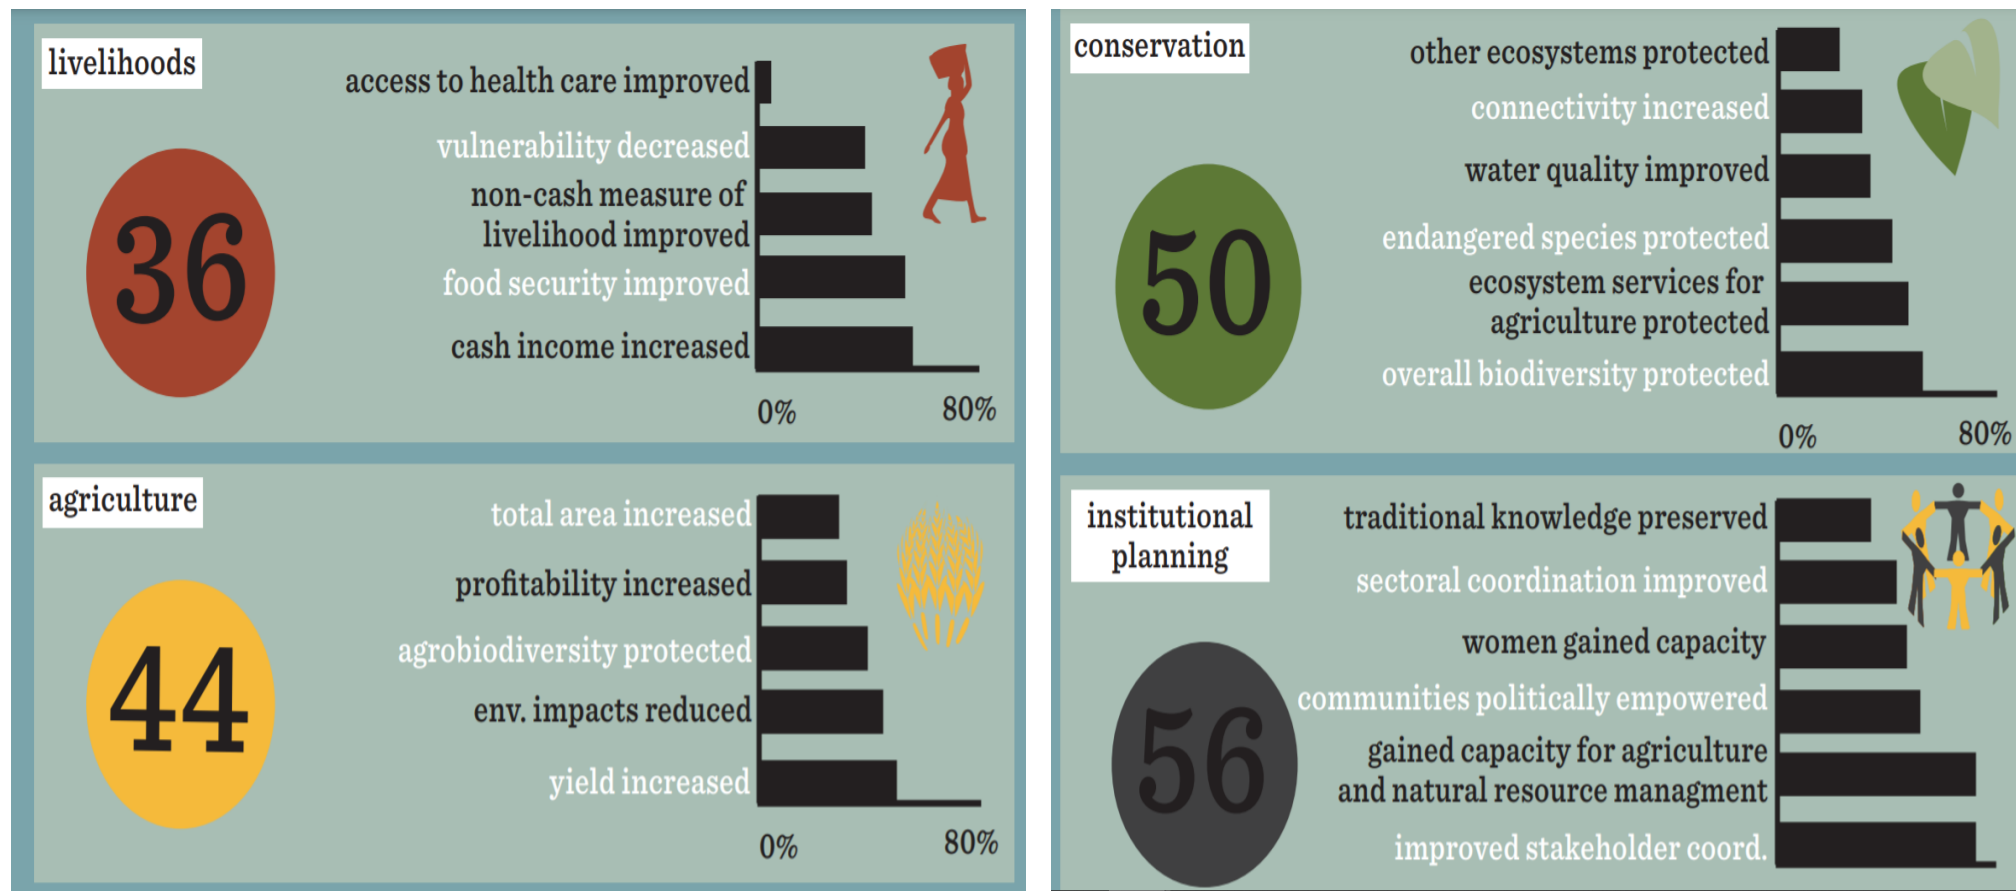 livelihoods
36
access to health care improved
vulnerability decreased
non-cash measure of
livelihood improved
food security improved
cash income increased
0%
80%
agriculture
44
total area increased
profitability increased
agrobiodiversity protected
env. impacts reduced
yield increased
0%
80%
conservation
50
other ecosystems protected
connectivity increased
water quality improved
endangered species protected
ecosystem services for
agriculture protected
overall biodiversity protected
0%
80%
institutional
planning
56
traditional knowledge preserved
sectoral coordination improved
women gained capacity
communities politically empowered
gained capacity for agriculture
and natural resource managment
improved stakeholder coord.